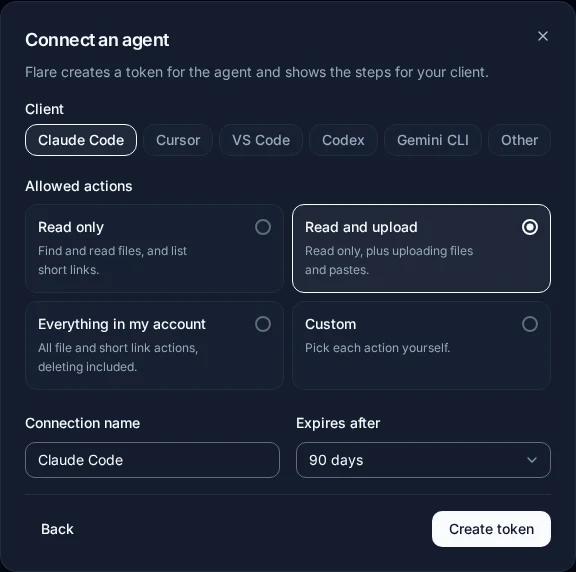 Connect an agent
Flare creates a token for the agent and shows the steps for your client.
Client
Claude Code
Cursor
VS Code
Codex
Gemini CLI
Other
Allowed actions
Read only
Find and read files, and list
short links.
Read and upload
Read only, plus uploading files
and pastes.
Everything in my account
All file and short link actions,
deleting included.
Custom
Pick each action yourself.
Connection name
Claude Code
Expires after
90 days
Back
Create token